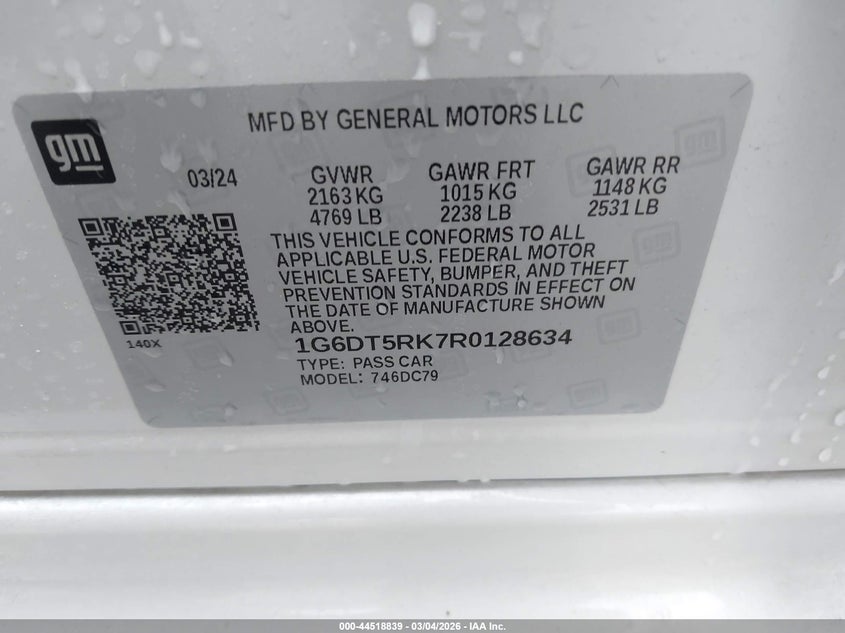 gm
MFD BY GENERAL MOTORS LLC
03/24
GVWR
2163 KG
4769 LB
GAWR FRT
1015 KG
2238 LB
GAWR RR
1148 KG
2531 LB
THIS VEHICLE CONFORMS TO ALL
APPLICABLE U.S. FEDERAL MOTOR
VEHICLE SAFETY, BUMPER, AND THEFT
PREVENTION STANDARDS IN EFFECT ON
THE DATE OF MANUFACTURE SHOWN
ABOVE.
140X
1G6DT5RK7R0128634
TYPE: PASS CAR
MODEL: 746DC79
000-44518839 - 03/04/2026 - IAA Inc.